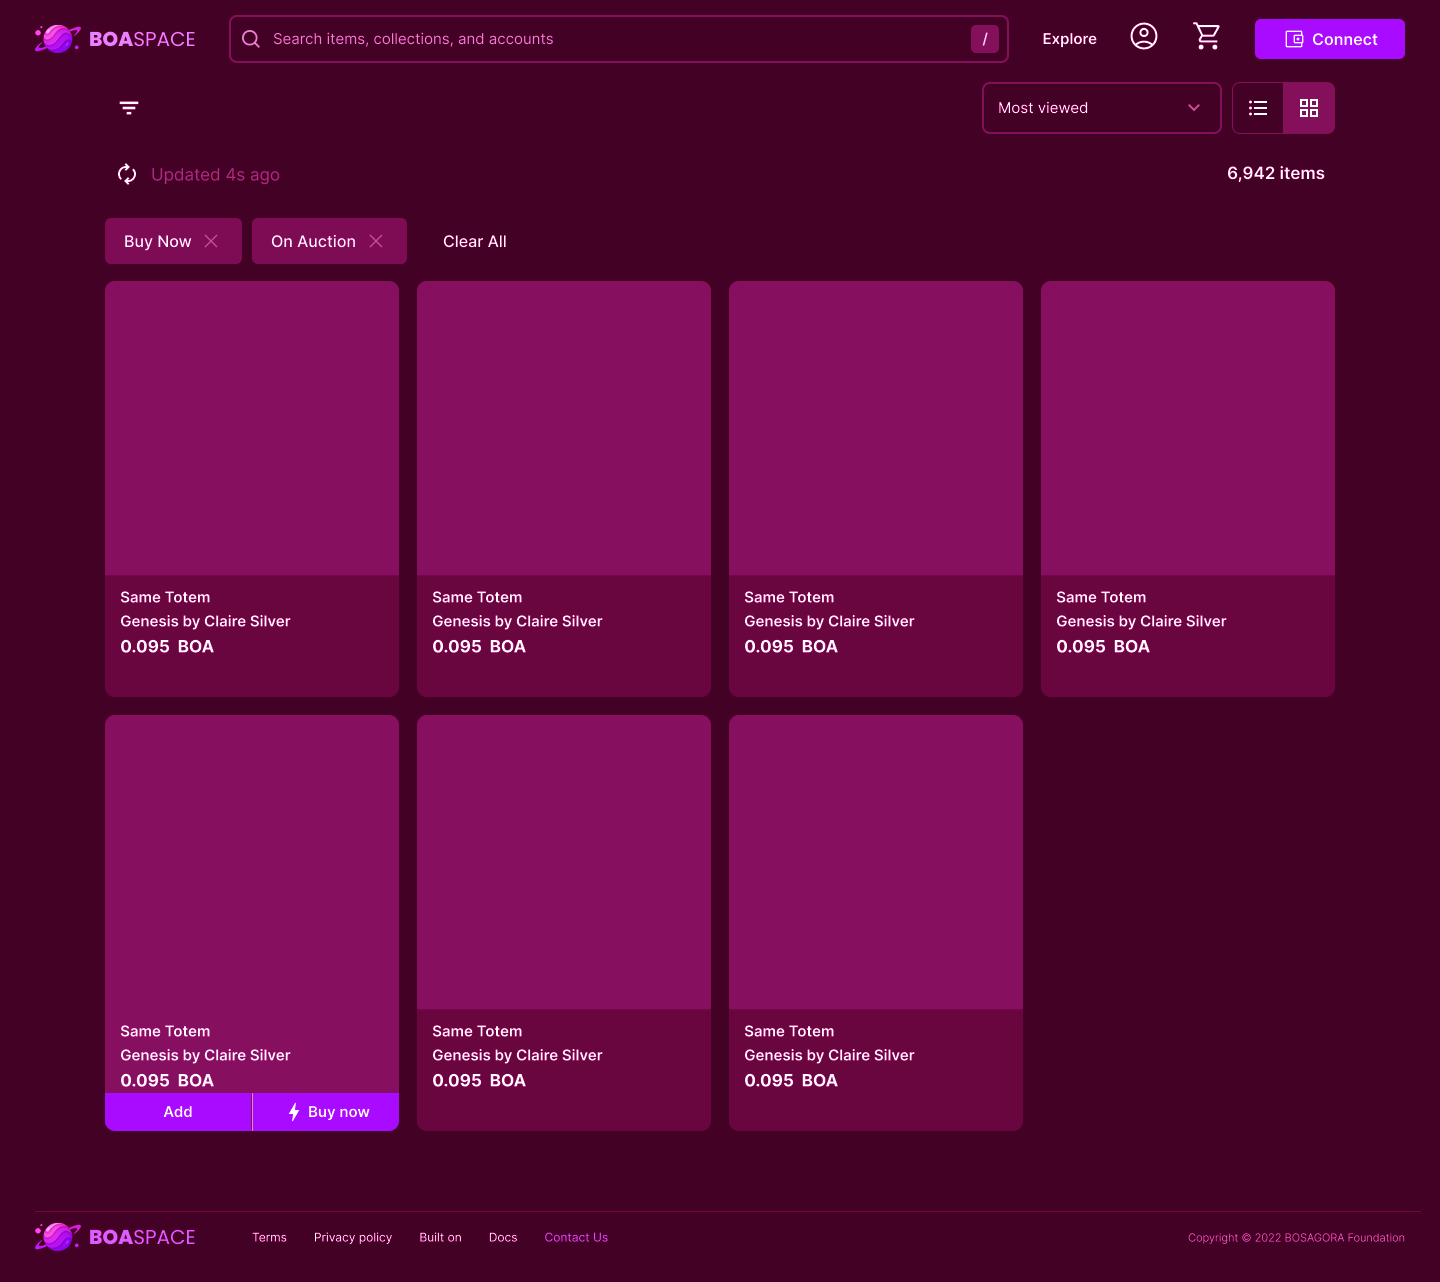 BOASPACE
Search items, collections, and accounts
/
Explore
Connect
Most viewed
Updated 4s ago
6,942 items
Buy Now
On Auction
Clear All
Same Totem
Genesis by Claire Silver
0.095 BOA
Same Totem
Genesis by Claire Silver
0.095 BOA
Same Totem
Genesis by Claire Silver
0.095 BOA
Same Totem
Genesis by Claire Silver
0.095 BOA
Same Totem
Genesis by Claire Silver
0.095 BOA
Add
Buy now
Same Totem
Genesis by Claire Silver
0.095 BOA
Same Totem
Genesis by Claire Silver
0.095 BOA
BOASPACE
Terms
Privacy policy
Built on
Docs
Contact Us
Copyright © 2022 BOSAGORA Foundation